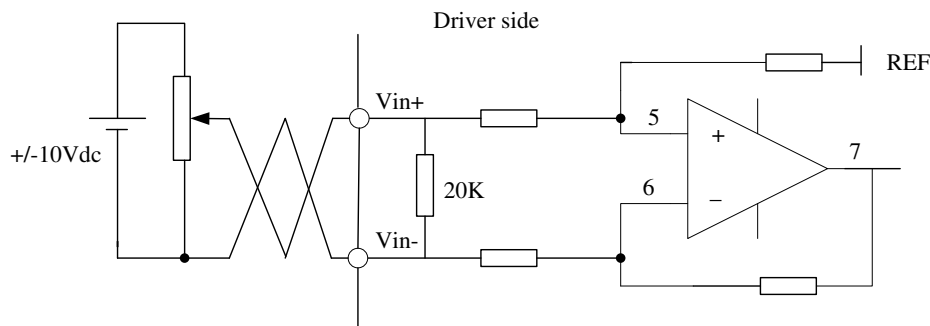 Driver side
REF
Vin+
5
+
7
+/-10Vdc
20K
6
−
Vin-